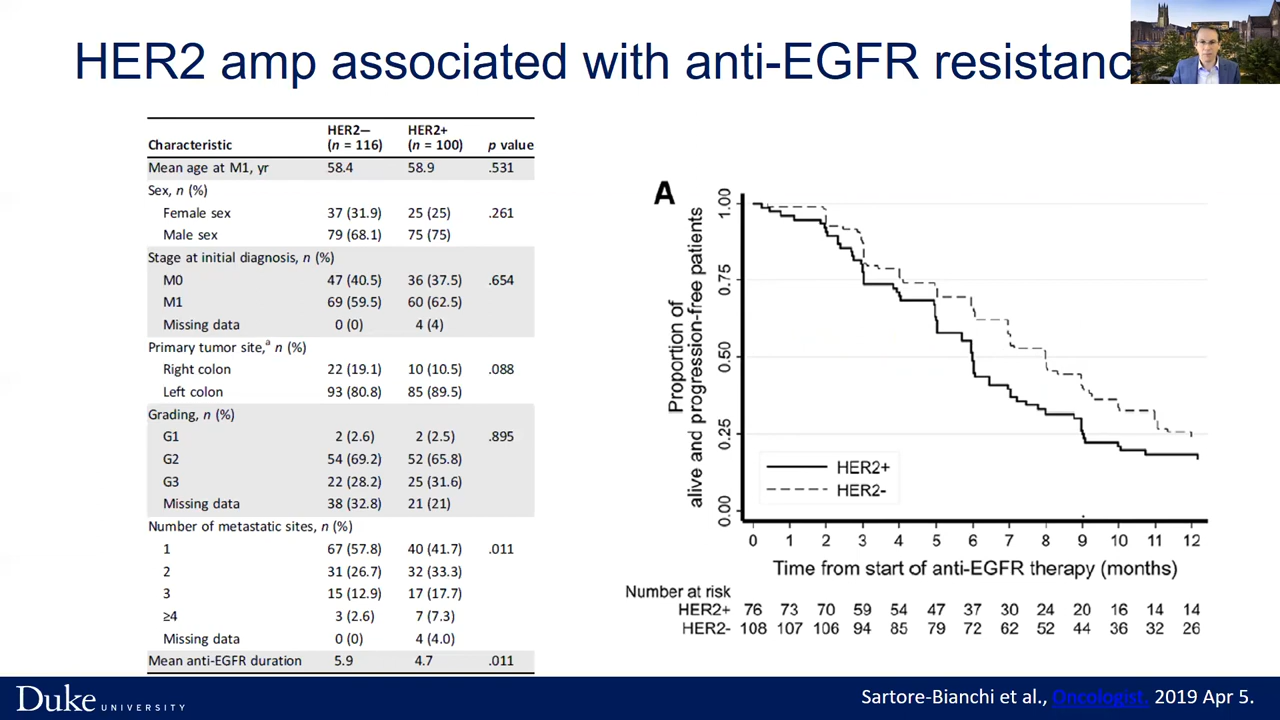 HER2 amp associated with anti-EGFR resistanc
HER2— HER2+
Characteristic (n = 116) (n = 100) p value
Mean age at M1, yr 58.4 58.9 .531
Sex, n (%)
Female sex 37 (31.9) 25 (25) .261
Male sex 79 (68.1) 75 (75)
Stage at initial diagnosis, n (%)
M0 47 (40.5) 36 (37.5) .654
M1 69 (59.5) 60 (62.5)
Missing data 0 (0) 4 (4)
Primary tumor site,a n (%)
Right colon 22 (19.1) 10 (10.5) .088
Left colon 93 (80.8) 85 (89.5)
Grading, n (%)
G1 2 (2.6) 2 (2.5) .895
G2 54 (69.2) 52 (65.8)
G3 22 (28.2) 25 (31.6)
Missing data 38 (32.8) 21 (21)
Number of metastatic sites, n (%)
1 67 (57.8) 40 (41.7) .011
2 31 (26.7) 32 (33.3)
3 15 (12.9) 17 (17.7)
≥4 3 (2.6) 7 (7.3)
Missing data 0 (0) 4 (4.0)
Mean anti-EGFR duration 5.9 4.7 .011
A
Proportion of
alive and progression-free patients
1.00
0.75
0.50
0.25
0.00
HER2+
HER2-
0 1 2 3 4 5 6 7 8 9 10 11 12
Time from start of anti-EGFR therapy (months)
Number at risk
HER2+ 76 73 70 59 54 47 37 30 24 20 16 14 14
HER2- 108 107 106 94 85 79 72 62 52 44 36 32 26
Duke UNIVERSITY
Sartore-Bianchi et al., Oncologist. 2019 Apr 5.